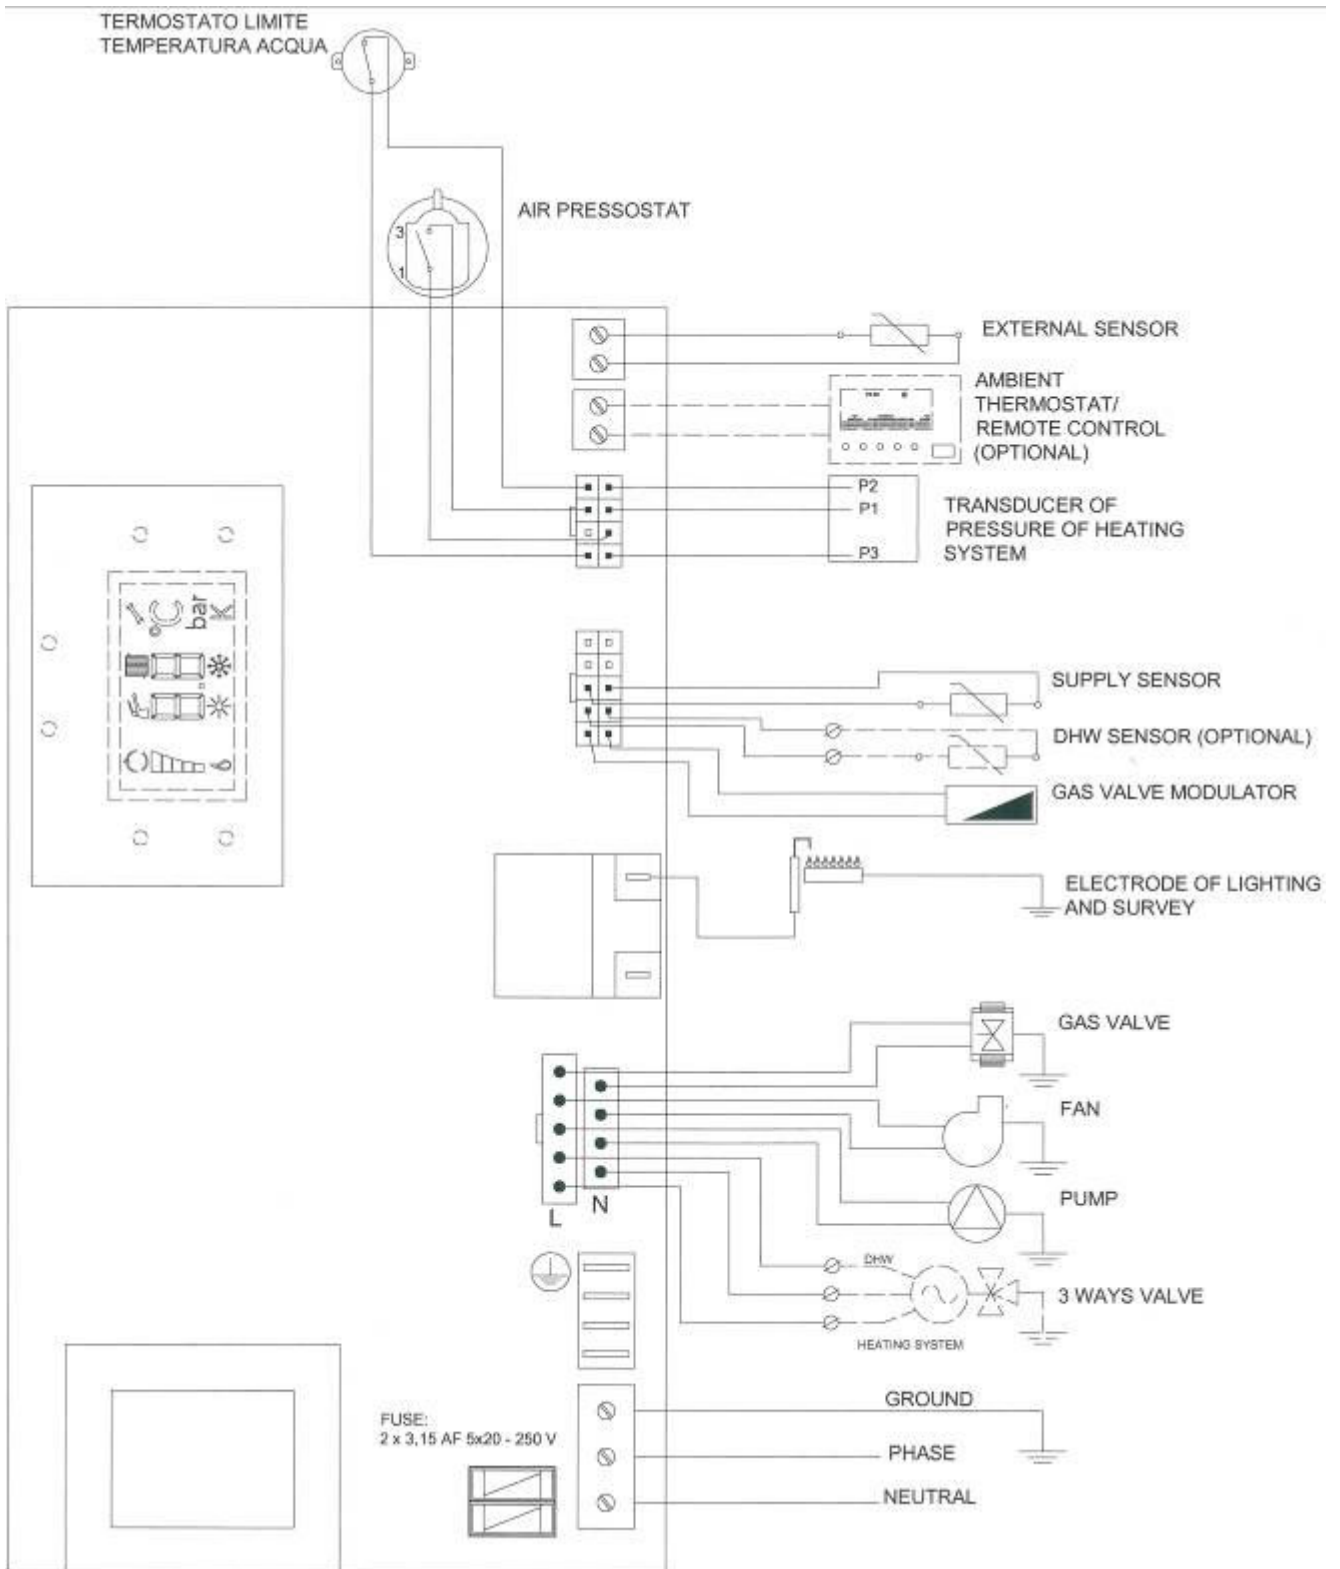 TERMOSTATO LIMITE
TEMPERATURA ACQUA
AIR PRESSOSTAT
3
1
EXTERNAL SENSOR
AMBIENT
THERMOSTAT/
REMOTE CONTROL
(OPTIONAL)
P2
P1
P3
TRANSDUCER OF
PRESSURE OF HEATING
SYSTEM
°C
bar
K
SUPPLY SENSOR
DHW SENSOR (OPTIONAL)
GAS VALVE MODULATOR
ELECTRODE OF LIGHTING
AND SURVEY
GAS VALVE
FAN
PUMP
L
N
DHW
3 WAYS VALVE
HEATING SYSTEM
GROUND
FUSE:
2 x 3,15 AF 5x20 - 250 V
PHASE
NEUTRAL